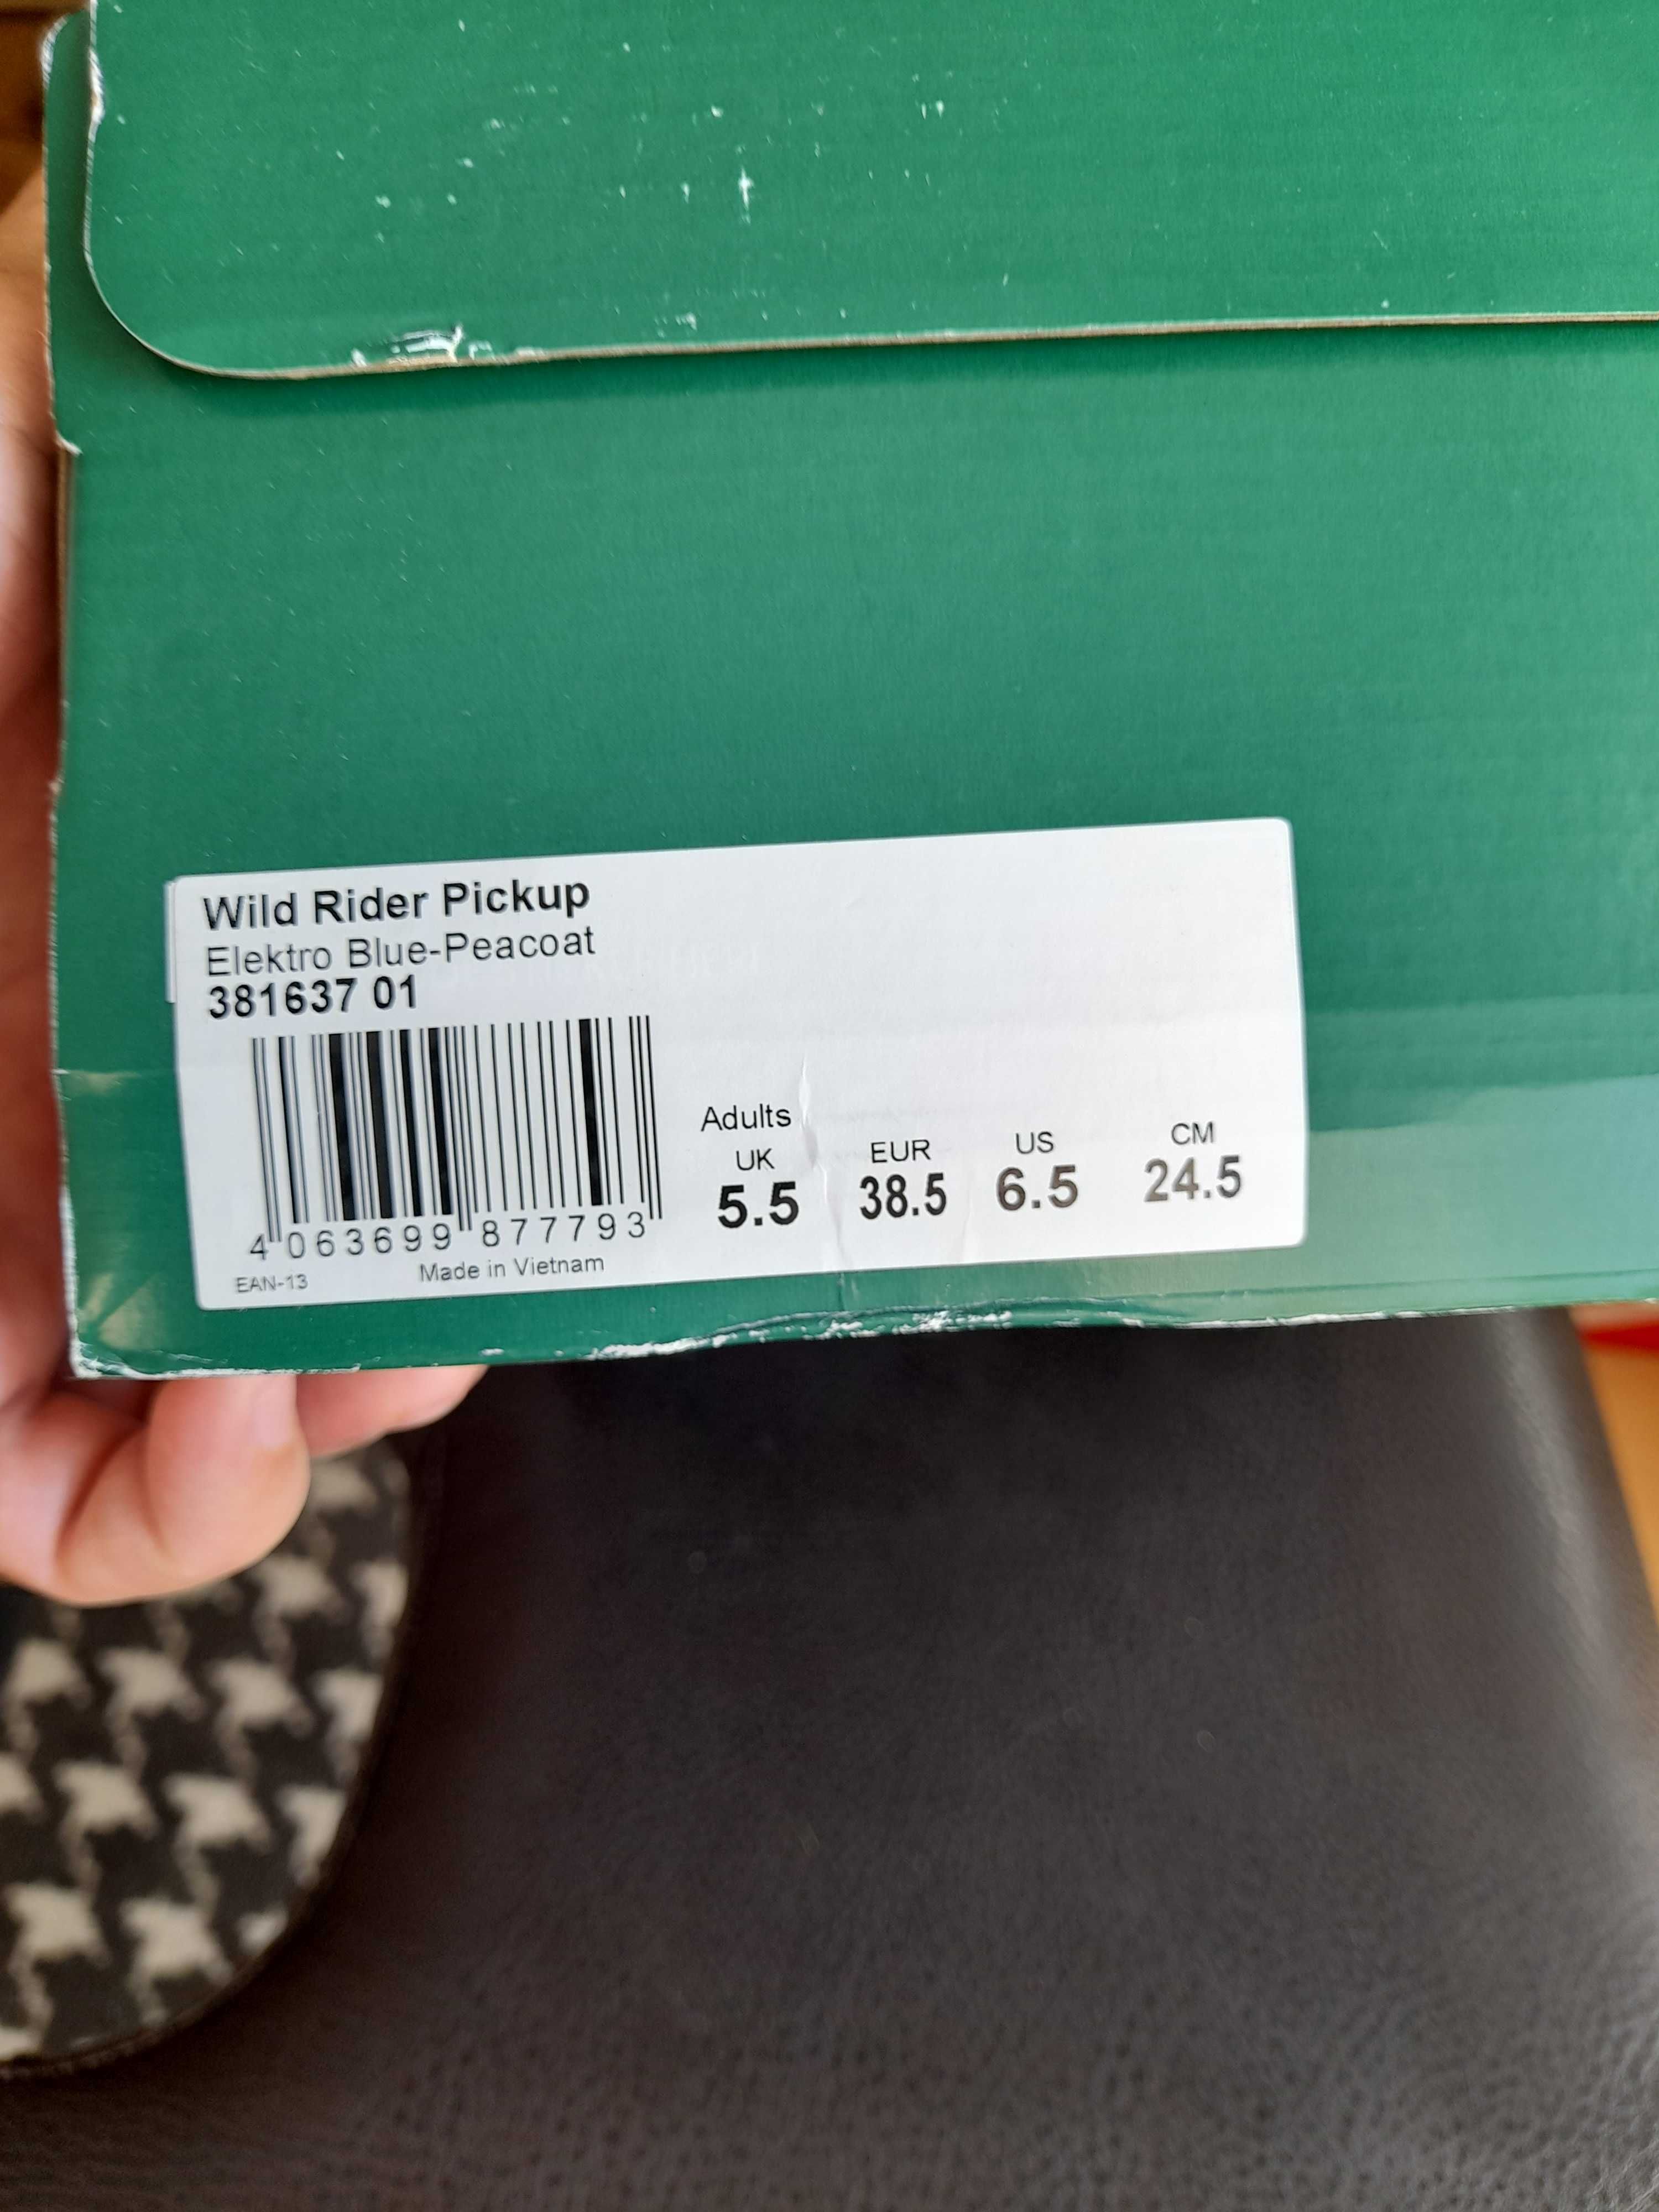 Wild Rider Pickup
Elektro Blue-Peacoat
381637 01
Adults
UK EUR US CM
5.5 38.5 6.5 24.5
4 063699 877793
EAN-13 Made in Vietnam